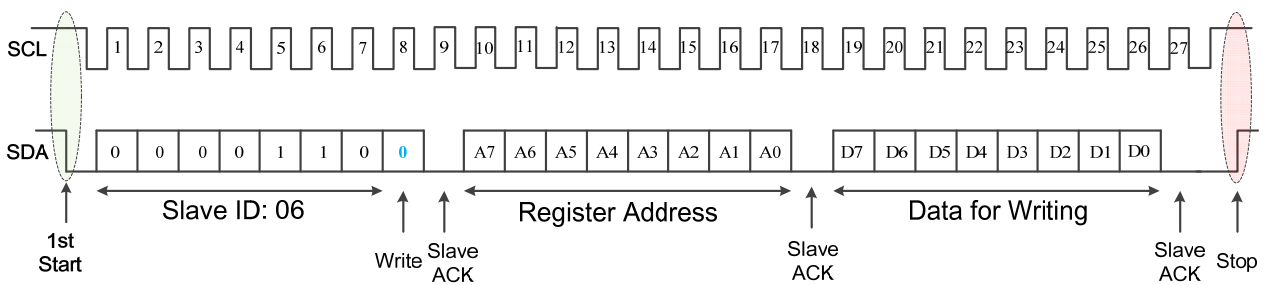 SCL 1 2 3 4 5 6 7 8 9 10 11 12 13 14 15 16 17 18 19 20 21 22 23 24 25 26 27
SDA 0 0 0 0 1 1 0 0 A7 A6 A5 A4 A3 A2 A1 A0 D7 D6 D5 D4 D3 D2 D1 D0
Slave ID: 06
Register Address
Data for Writing
1st
Start
Write
Slave
ACK
Slave
ACK
Slave
ACK
Stop